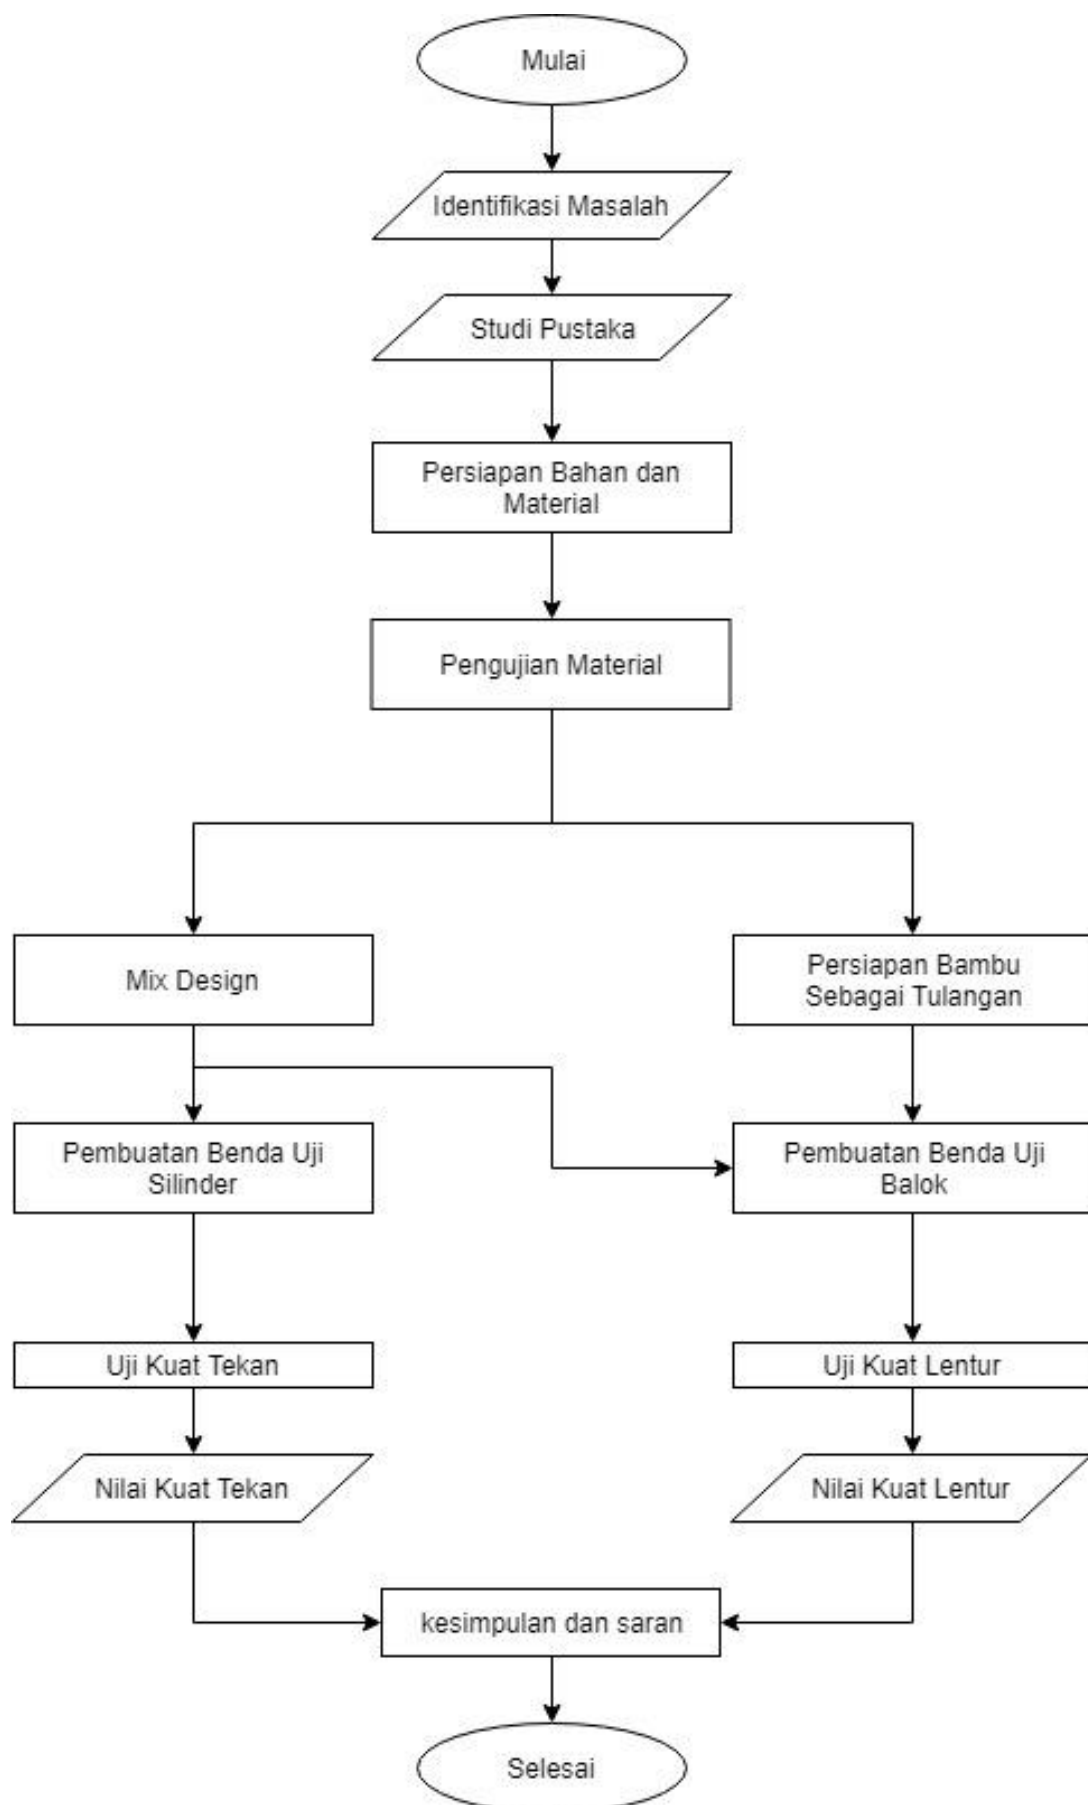 Mulai
Identifikasi Masalah
Studi Pustaka
Persiapan Bahan dan
Material
Pengujian Material
Mix Design
Persiapan Bambu
Sebagai Tulangan
Pembuatan Benda Uji
Silinder
Pembuatan Benda Uji
Balok
Uji Kuat Tekan
Uji Kuat Lentur
Nilai Kuat Tekan
Nilai Kuat Lentur
kesimpulan dan saran
Selesai